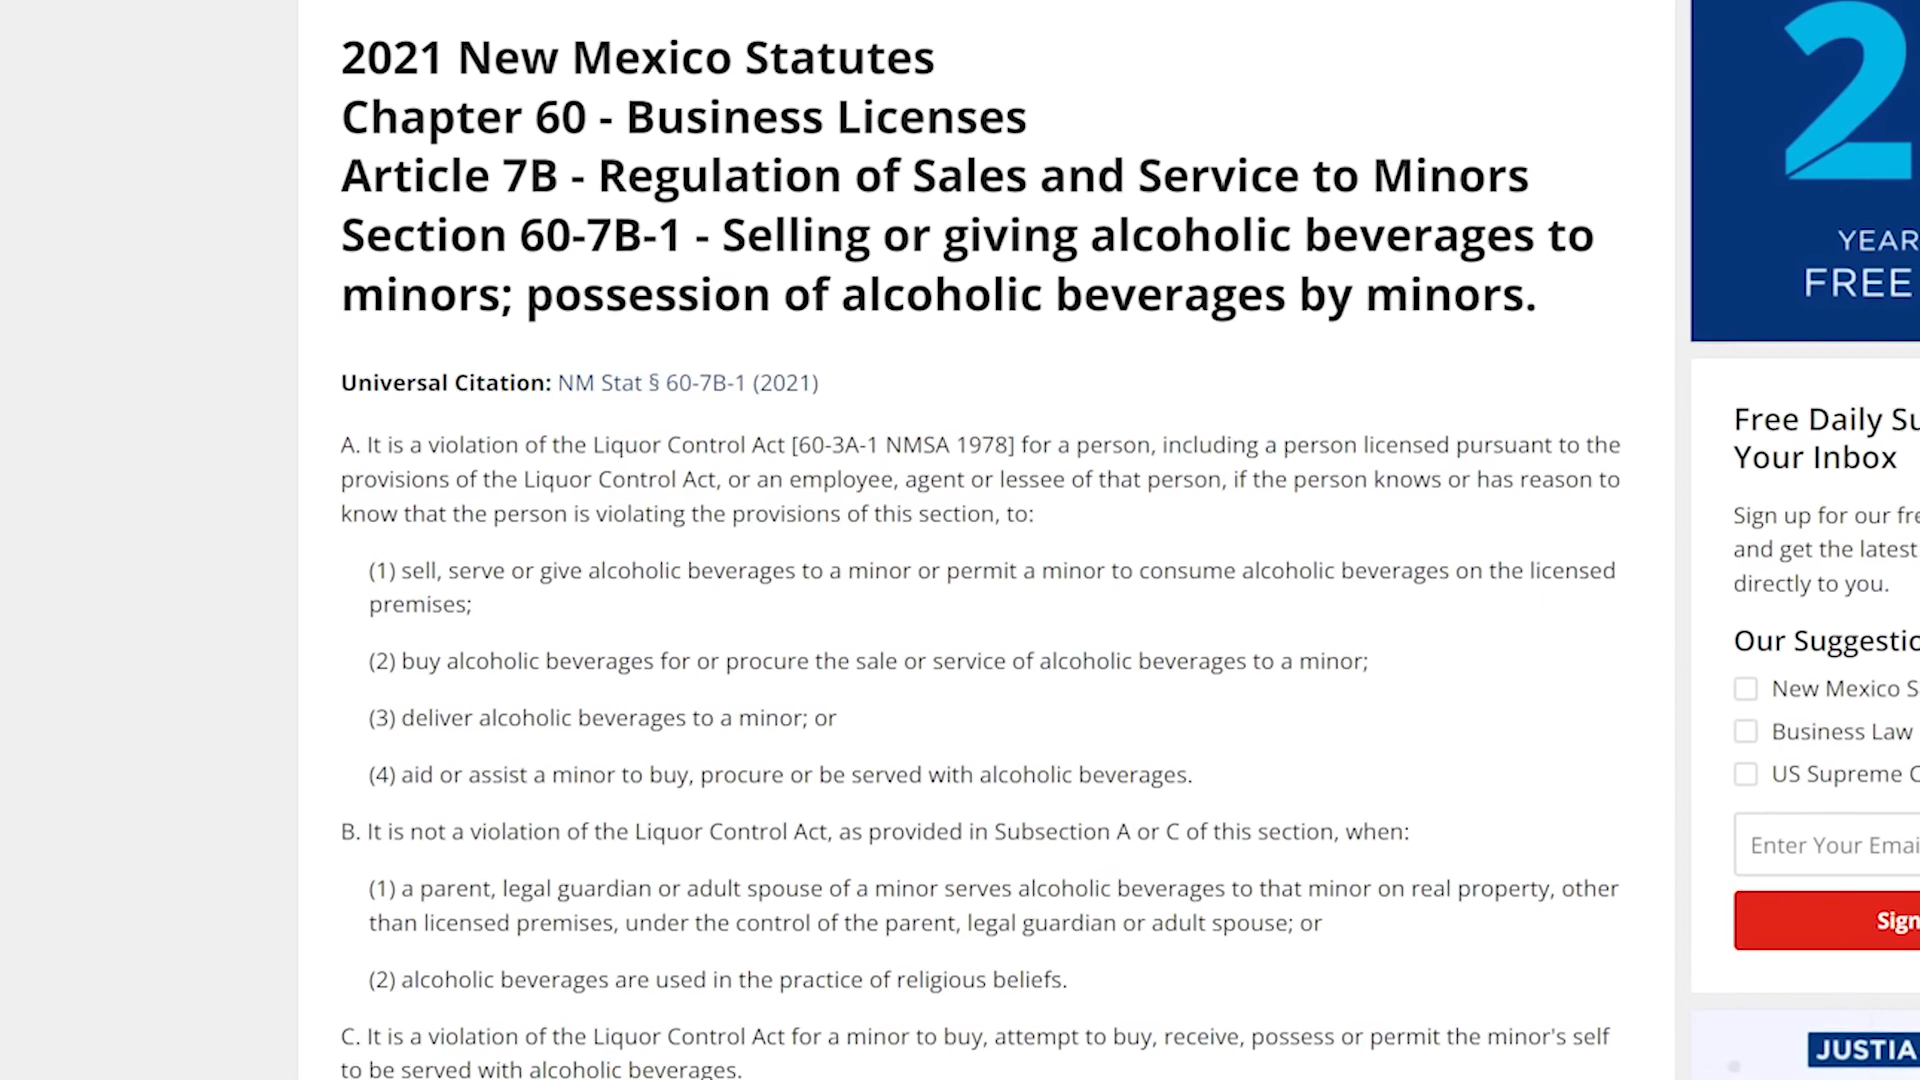 2021 New Mexico Statutes
Chapter 60 - Business Licenses
Article 7B - Regulation of Sales and Service to Minors
Section 60-7B-1 - Selling or giving alcoholic beverages to
minors; possession of alcoholic beverages by minors.
Universal Citation: NM Stat § 60-7B-1 (2021)
A. It is a violation of the Liquor Control Act [60-3A-1 NMSA 1978] for a person, including a person licensed pursuant to the
provisions of the Liquor Control Act, or an employee, agent or lessee of that person, if the person knows or has reason to
know that the person is violating the provisions of this section, to:
(1) sell, serve or give alcoholic beverages to a minor or permit a minor to consume alcoholic beverages on the licensed
premises;
(2) buy alcoholic beverages for or procure the sale or service of alcoholic beverages to a minor;
(3) deliver alcoholic beverages to a minor; or
(4) aid or assist a minor to buy, procure or be served with alcoholic beverages.
B. It is not a violation of the Liquor Control Act, as provided in Subsection A or C of this section, when:
(1) a parent, legal guardian or adult spouse of a minor serves alcoholic beverages to that minor on real property, other
than licensed premises, under the control of the parent, legal guardian or adult spouse; or
(2) alcoholic beverages are used in the practice of religious beliefs.
C. It is a violation of the Liquor Control Act for a minor to buy, attempt to buy, receive, possess or permit the minor's self
to be served with alcoholic beverages.
2
YEAR
FREE
Free Daily Su
Your Inbox
Sign up for our fre
and get the latest
directly to you.
Our Suggestio
New Mexico S
Business Law
US Supreme C
Enter Your Emai
Sign
JUSTIA